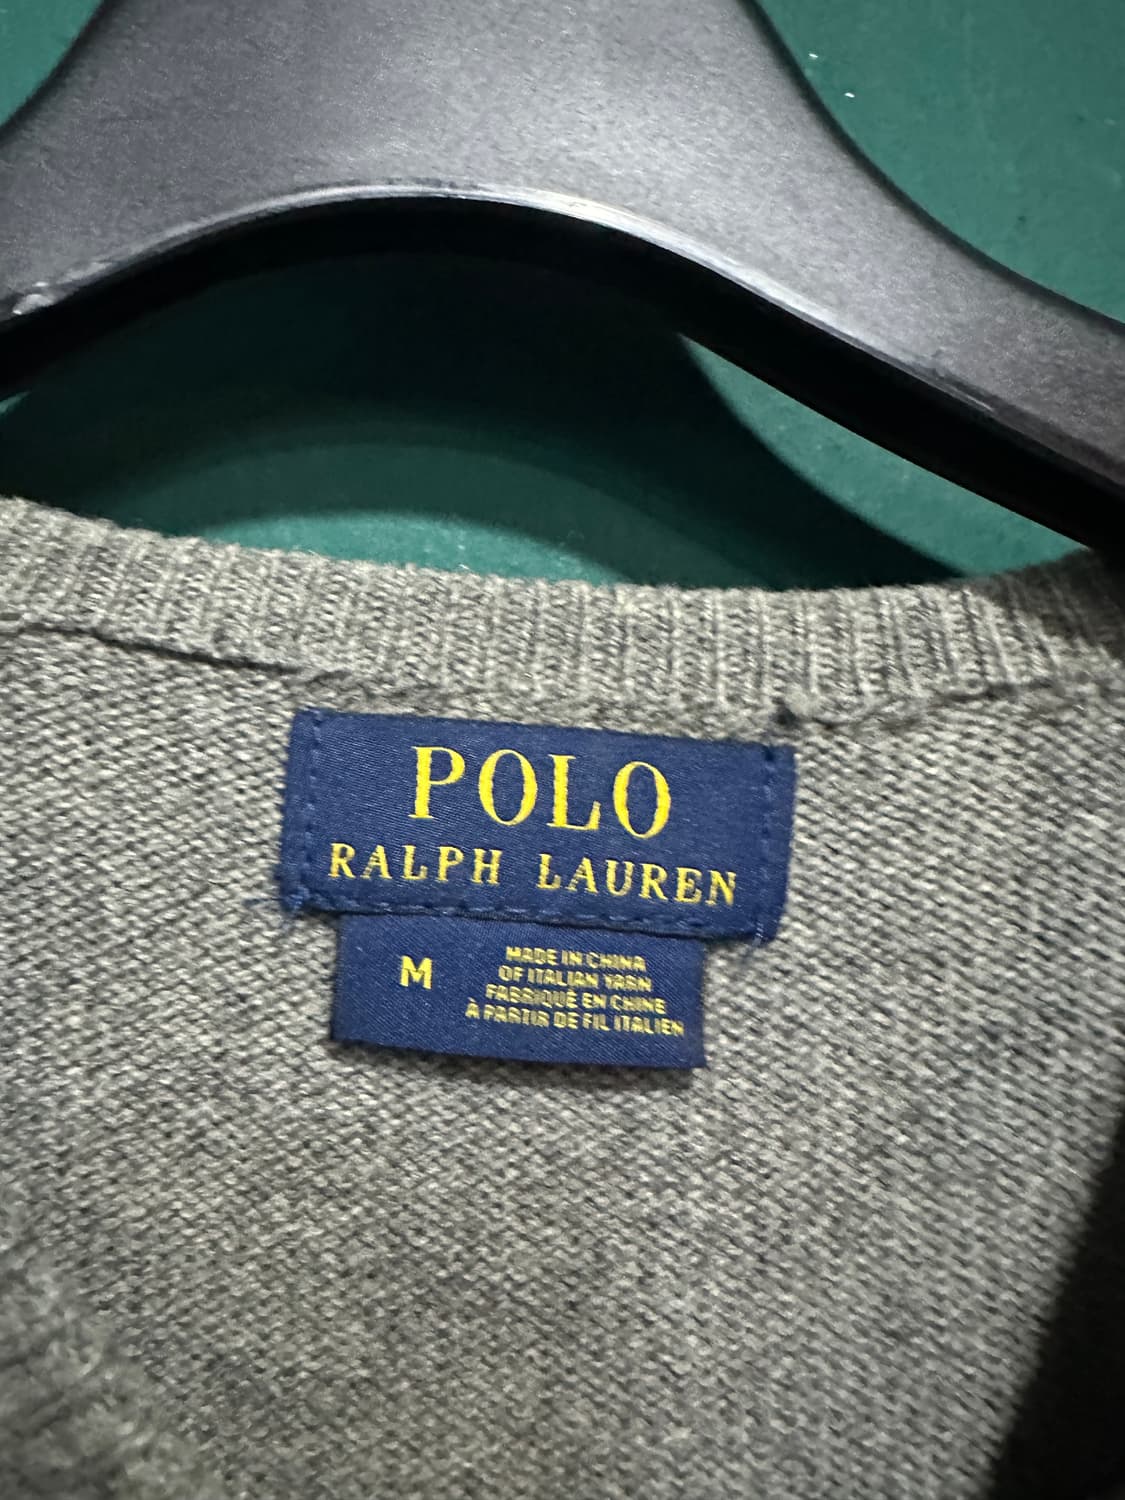 POLO
RALPH LAUREN
M
MADE IN CHINA
OF ITALIAN YARN
FABRIQUÉ EN CHINE
À PARTIR DE FIL ITALIEN